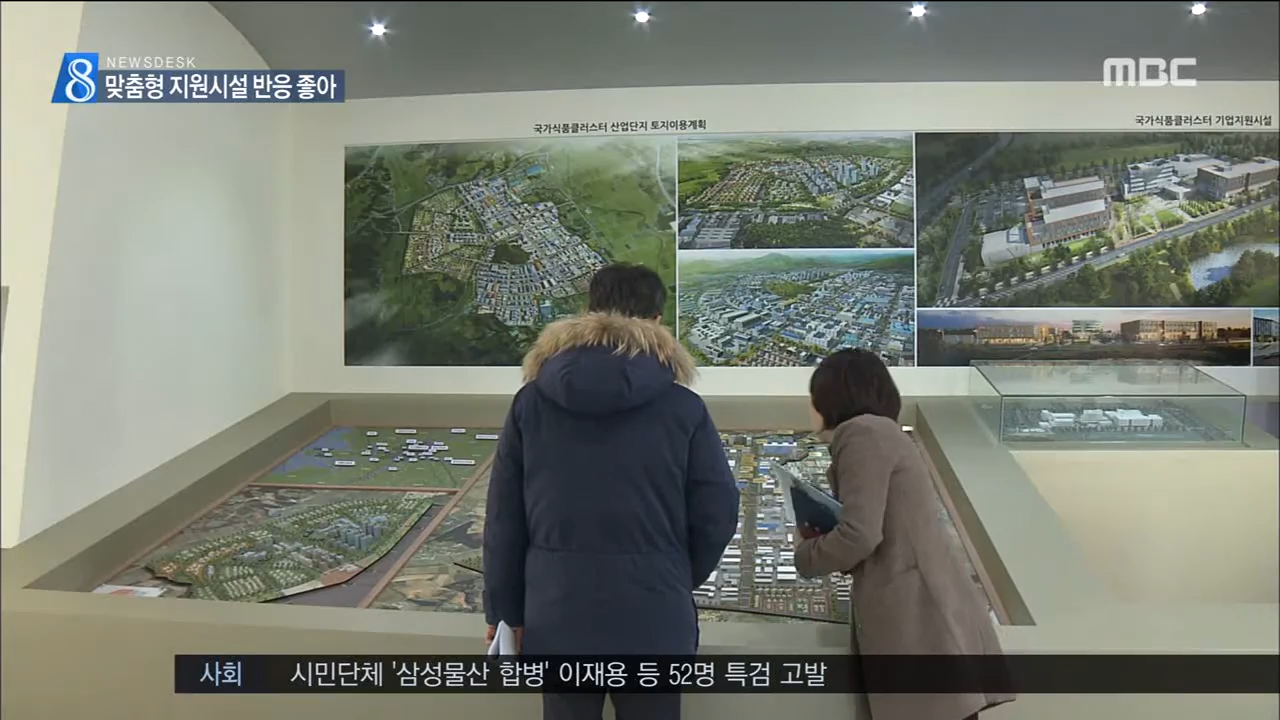 NEWSDESK
8 맞춤형 지원시설 반응 좋아
MBC
국가식품클러스터 산업단지 토지이용계획
국가식품클러스터 기업지원시설
사회 시민단체 '삼성물산 합병' 이재용 등 52명 특검 고발